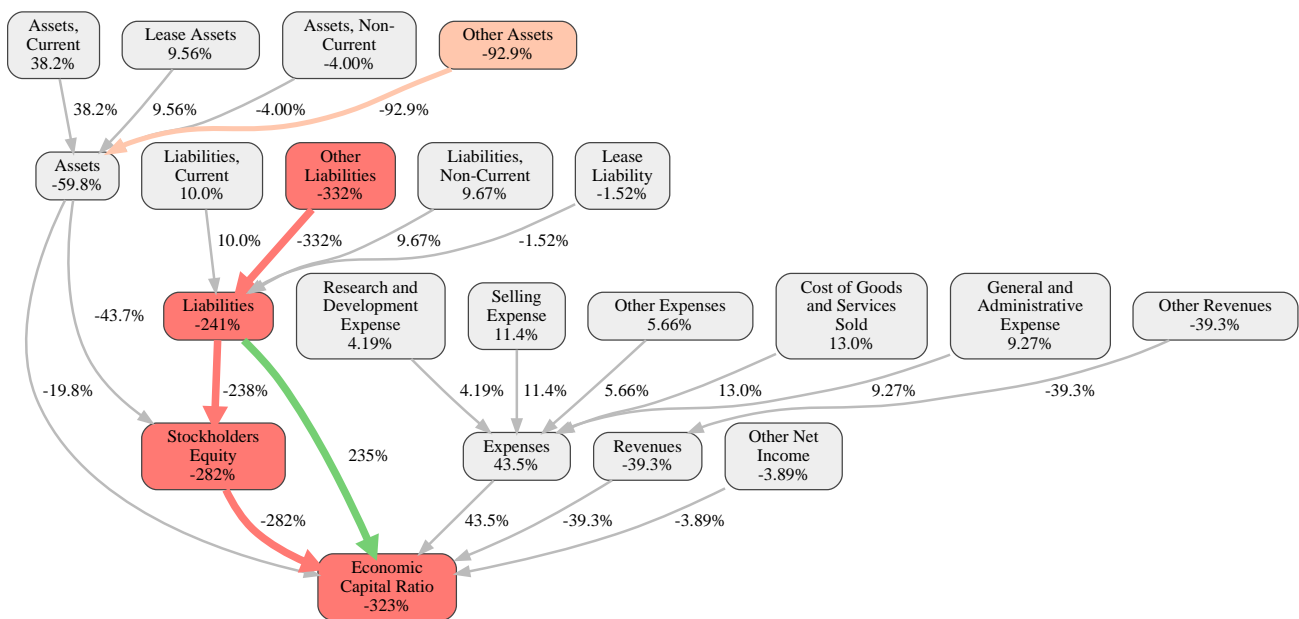 Assets,
Current
38.2%
Lease Assets
9.56%
Assets, Non-
Current
-4.00%
Other Assets
-92.9%
38.2%
9.56%
-4.00%
-92.9%
Assets
-59.8%
Liabilities,
Current
10.0%
Other
Liabilities
-332%
Liabilities,
Non-Current
9.67%
Lease
Liability
-1.52%
10.0%
-332%
9.67%
-1.52%
Liabilities
-241%
Research and
Development
Expense
4.19%
Selling
Expense
11.4%
Other Expenses
5.66%
Cost of Goods
and Services
Sold
13.0%
General and
Administrative
Expense
9.27%
Other Revenues
-39.3%
-43.7%
-19.8%
-238%
4.19%
11.4%
5.66%
13.0%
9.27%
-39.3%
Stockholders
Equity
-282%
235%
Expenses
43.5%
Revenues
-39.3%
Other Net
Income
-3.89%
-282%
43.5%
-39.3%
-3.89%
Economic
Capital Ratio
-323%